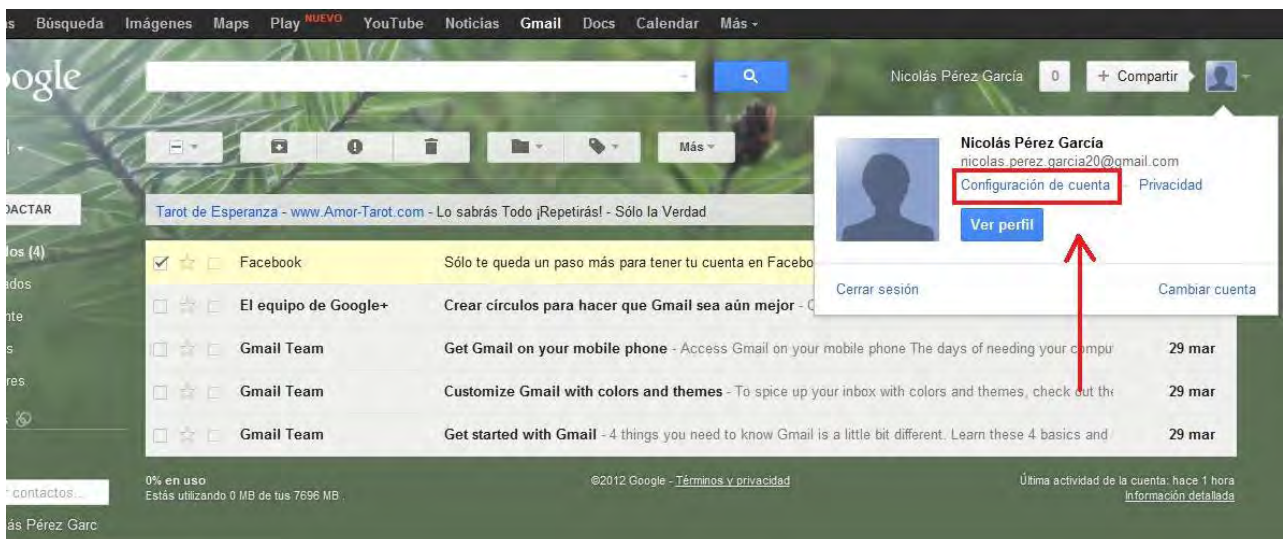 Búsqueda Imágenes Maps Play NUEVO YouTube Noticias Gmail Docs Calendar Más
Nicolás Pérez García 0 + Compartir
Más
Nicolás Pérez García
nicolas.perez.garcia20@gmail.com
Configuración de cuenta - Privacidad
Ver perfil
Cerrar sesión Cambiar cuenta
Tarot de Esperanza - www.Amor-Tarot.com - Lo sabrás Todo ¡Repetirás! - Sólo la Verdad
(4)
Facebook Sólo te queda un paso más para tener tu cuenta en Facebo
El equipo de Google+ Crear círculos para hacer que Gmail sea aún mejor -
Gmail Team Get Gmail on your mobile phone - Access Gmail on your mobile phone The days of needing your compu 29 mar
Gmail Team Customize Gmail with colors and themes - To spice up your inbox with colors and themes, check out the 29 mar
Gmail Team Get started with Gmail - 4 things you need to know Gmail is a little bit different. Learn these 4 basics and 29 mar
0% en uso
Estás utilizando 0 MB de tus 7696 MB
©2012 Google - Términos y privacidad
Última actividad de la cuenta: hace 1 hora
Información detallada
contactos...
ás Pérez Garc